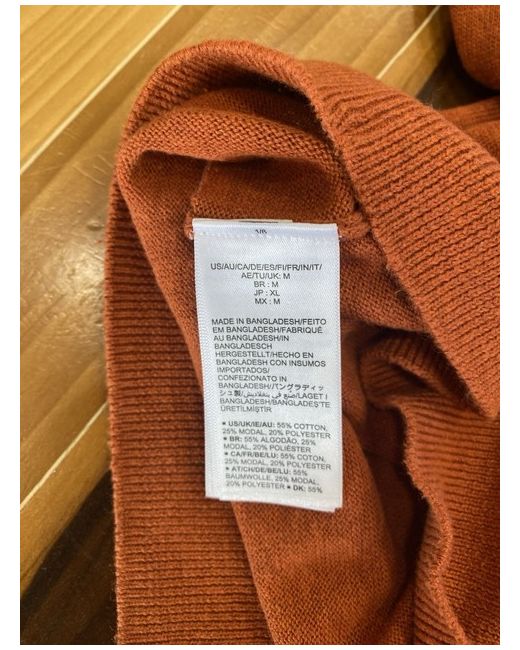 US/AU/CA/DE/ES/FI/FR/IN/IT/
AE/TU/UK: M
BR : M
JP : XL
MX : M
MADE IN BANGLADESH/FEITO
EM BANGLADESH/FABRIQUÉ
AU BANGLADESH/IN
BANGLADESCH
HERGESTELLT/HECHO EN
BANGLADESH CON INSUMOS
IMPORTADOS/
CONFEZIONATO IN
BANGLADESH/バングラディッ
シュ製/صنع في بنغلاديش/LAGET I
BANGLADESH/BANGLADEŞ'TE
ÜRETİLMİŞTİR
● US/UK/IE/AU: 55% COTTON,
25% MODAL, 20% POLYESTER
● BR: 55% ALGODÃO, 25%
MODAL, 20% POLIÉSTER
● CA/FR/BE/LU: 55% COTON,
25% MODAL, 20% POLYESTER
● AT/CH/DE/BE/LU: 55%
BAUMWOLLE, 25% MODAL,
20% POLYESTER ● DK: 55%